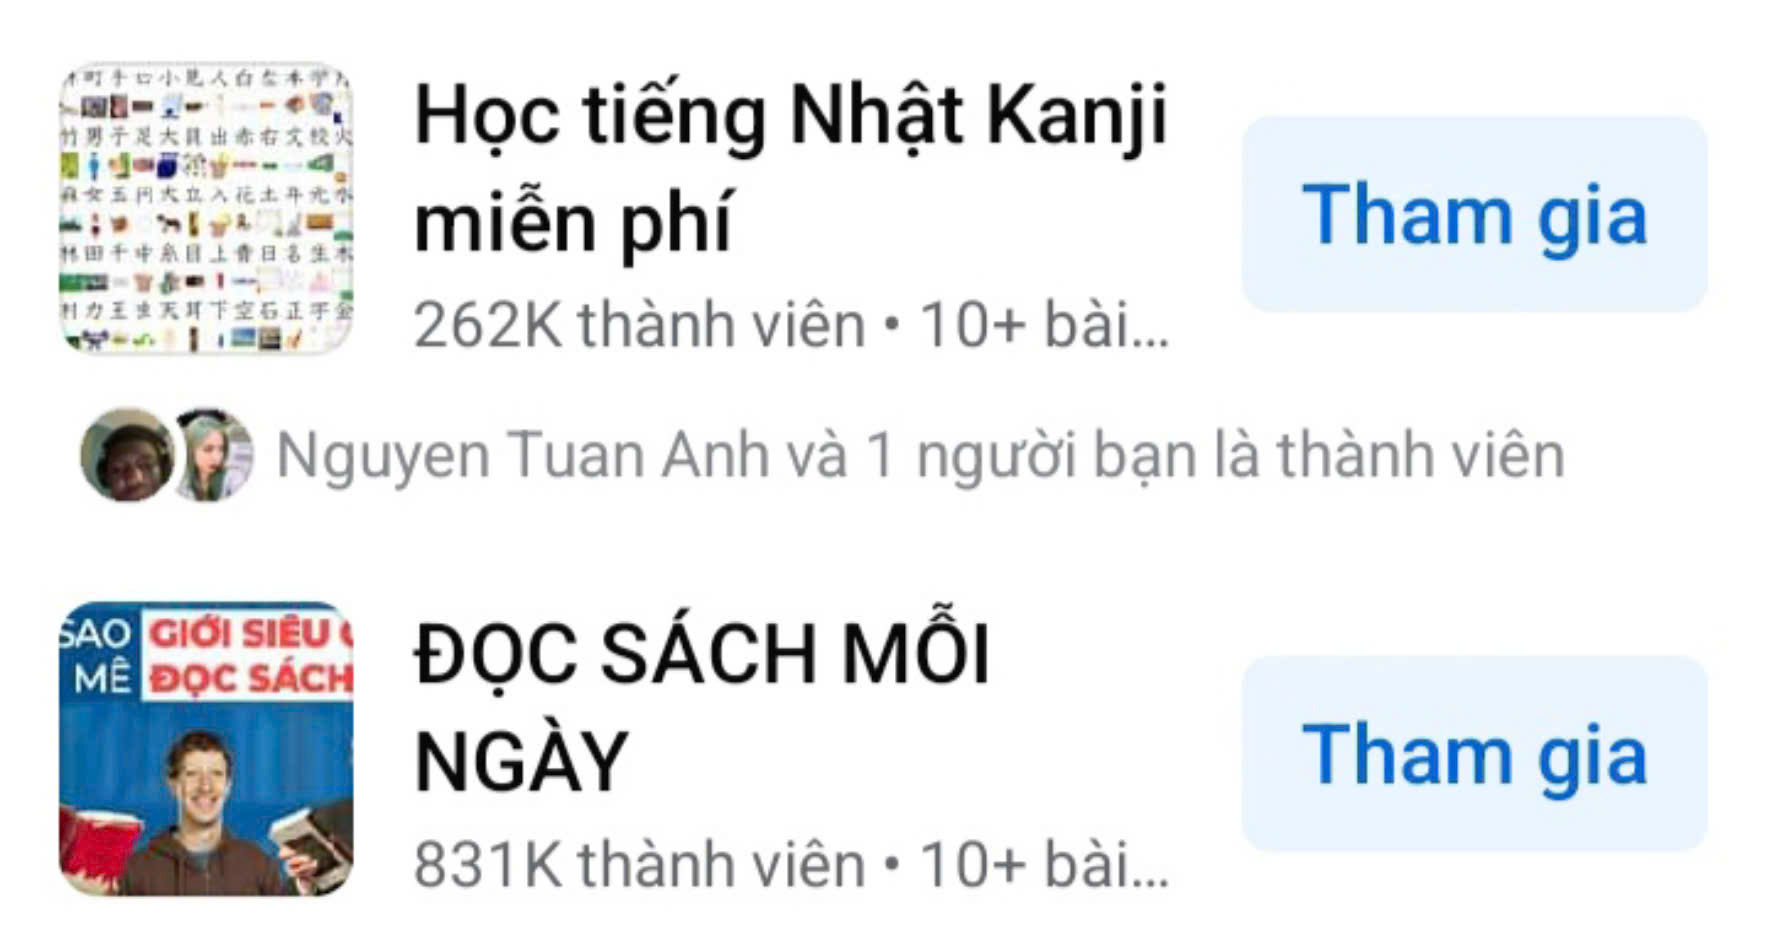 Học tiếng Nhật Kanji
miễn phí
Tham gia
262K thành viên • 10+ bài...
Nguyen Tuan Anh và 1 người bạn là thành viên
SAO GIỚI SIÊU
MÊ ĐỌC SÁCH
ĐỌC SÁCH MỖI
NGÀY
Tham gia
831K thành viên • 10+ bài...